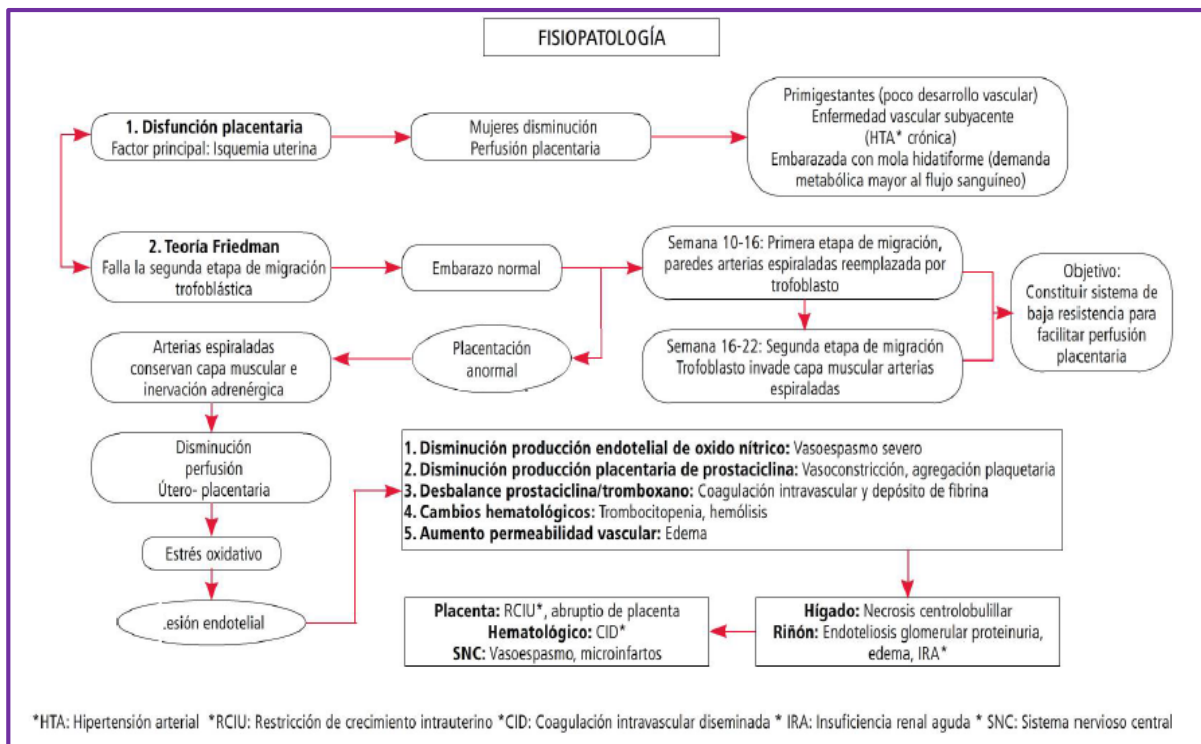 FISIOPATOLOGÍA
1. Disfunción placentaria
Factor principal: Isquemia uterina
Mujeres disminución
Perfusión placentaria
Primigestantes (poco desarrollo vascular)
Enfermedad vascular subyacente
(HTA* crónica)
Embarazada con mola hidatiforme (demanda
metabólica mayor al flujo sanguíneo)
2. Teoría Friedman
Falla la segunda etapa de migración
trofoblástica
Embarazo normal
Semana 10-16: Primera etapa de migración,
paredes arterias espiraladas reemplazada por
trofoblasto
Objetivo:
Constituir sistema de
baja resistencia para
facilitar perfusión
placentaria
Semana 16-22: Segunda etapa de migración
Trofoblasto invade capa muscular arterias
espiraladas
Placentación
anormal
Arterias espiraladas
conservan capa muscular e
inervación adrenérgica
Disminución
perfusión
Útero- placentaria
Estrés oxidativo
.esión endotelial
1. Disminución producción endotelial de oxido nítrico: Vasoespasmo severo
2. Disminución producción placentaria de prostaciclina: Vasoconstricción, agregación plaquetaria
3. Desbalance prostaciclina/tromboxano: Coagulación intravascular y depósito de fibrina
4. Cambios hematológicos: Trombocitopenia, hemólisis
5. Aumento permeabilidad vascular: Edema
Hígado: Necrosis centrolobulillar
Riñón: Endoteliosis glomerular proteinuria,
edema, IRA*
Placenta: RCIU*, abruptio de placenta
Hematológico: CID*
SNC: Vasoespasmo, microinfartos
*HTA: Hipertensión arterial *RCIU: Restricción de crecimiento intrauterino *CID: Coagulación intravascular diseminada * IRA: Insuficiencia renal aguda * SNC: Sistema nervioso central